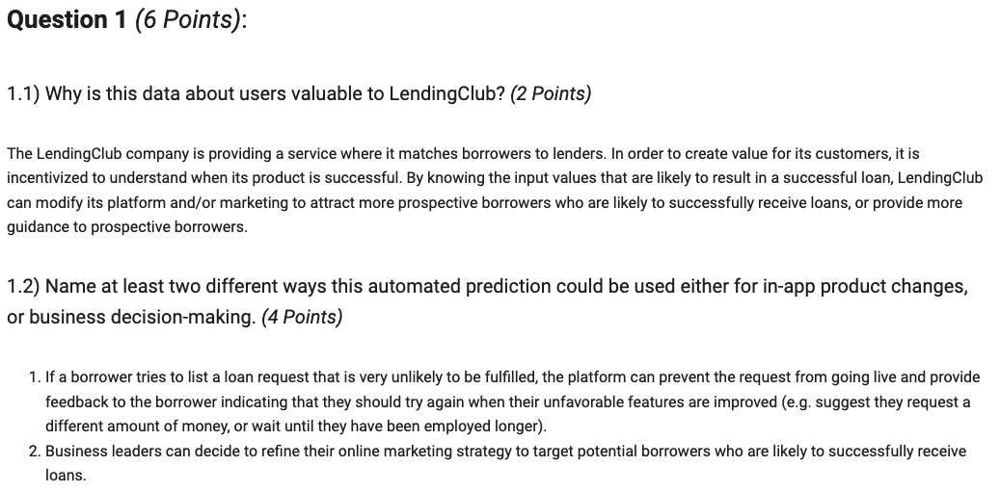 Question 1 (6 Points):
1.1) Why is this data about users valuable to LendingClub? (2 Points)
The LendingClub company is providing a service where it matches borrowers to lenders. In order to create value for its customers, it is
incentivized to understand when its product is successful. By knowing the input values that are likely to result in a successful loan, LendingClub
can modify its platform and/or marketing to attract more prospective borrowers who are likely to successfully receive loans, or provide more
guidance to prospective borrowers.
1.2) Name at least two different ways this automated prediction could be used either for in-app product changes,
or business decision-making. (4 Points)
1. If a borrower tries to list a loan request that is very unlikely to be fulfilled, the platform can prevent the request from going live and provide
feedback to the borrower indicating that they should try again when their unfavorable features are improved (e.g. suggest they request a
different amount of money, or wait until they have been employed longer).
2. Business leaders can decide to refine their online marketing strategy to target potential borrowers who are likely to successfully receive
loans.